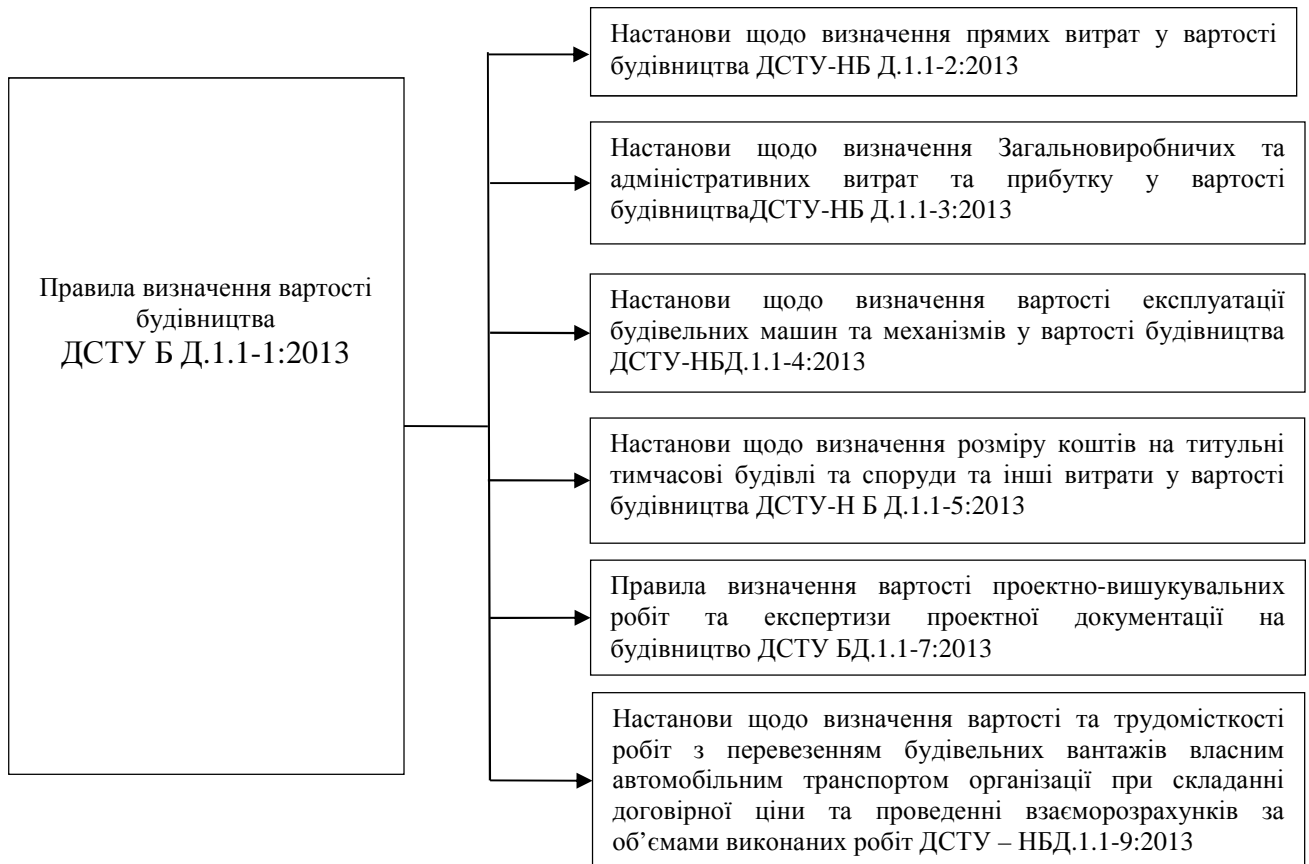 Правила визначення вартості
будівництва
ДСТУ Б Д.1.1-1:2013
Настанови щодо визначення прямих витрат у вартості
будівництва ДСТУ-НБ Д.1.1-2:2013
Настанови щодо визначення Загальновиробничих та
адміністративних витрат та прибутку у вартості
будівництваДСТУ-НБ Д.1.1-3:2013
Настанови щодо визначення вартості експлуатації
будівельних машин та механізмів у вартості будівництва
ДСТУ-НБД.1.1-4:2013
Настанови щодо визначення розміру коштів на титульні
тимчасові будівлі та споруди та інші витрати у вартості
будівництва ДСТУ-Н Б Д.1.1-5:2013
Правила визначення вартості проектно-вишукувальних
робіт та експертизи проектної документації на
будівництво ДСТУ БД.1.1-7:2013
Настанови щодо визначення вартості та трудомісткості
робіт з перевезенням будівельних вантажів власним
автомобільним транспортом організації при складанні
договірної ціни та проведенні взаєморозрахунків за
об’ємами виконаних робіт ДСТУ – НБД.1.1-9:2013